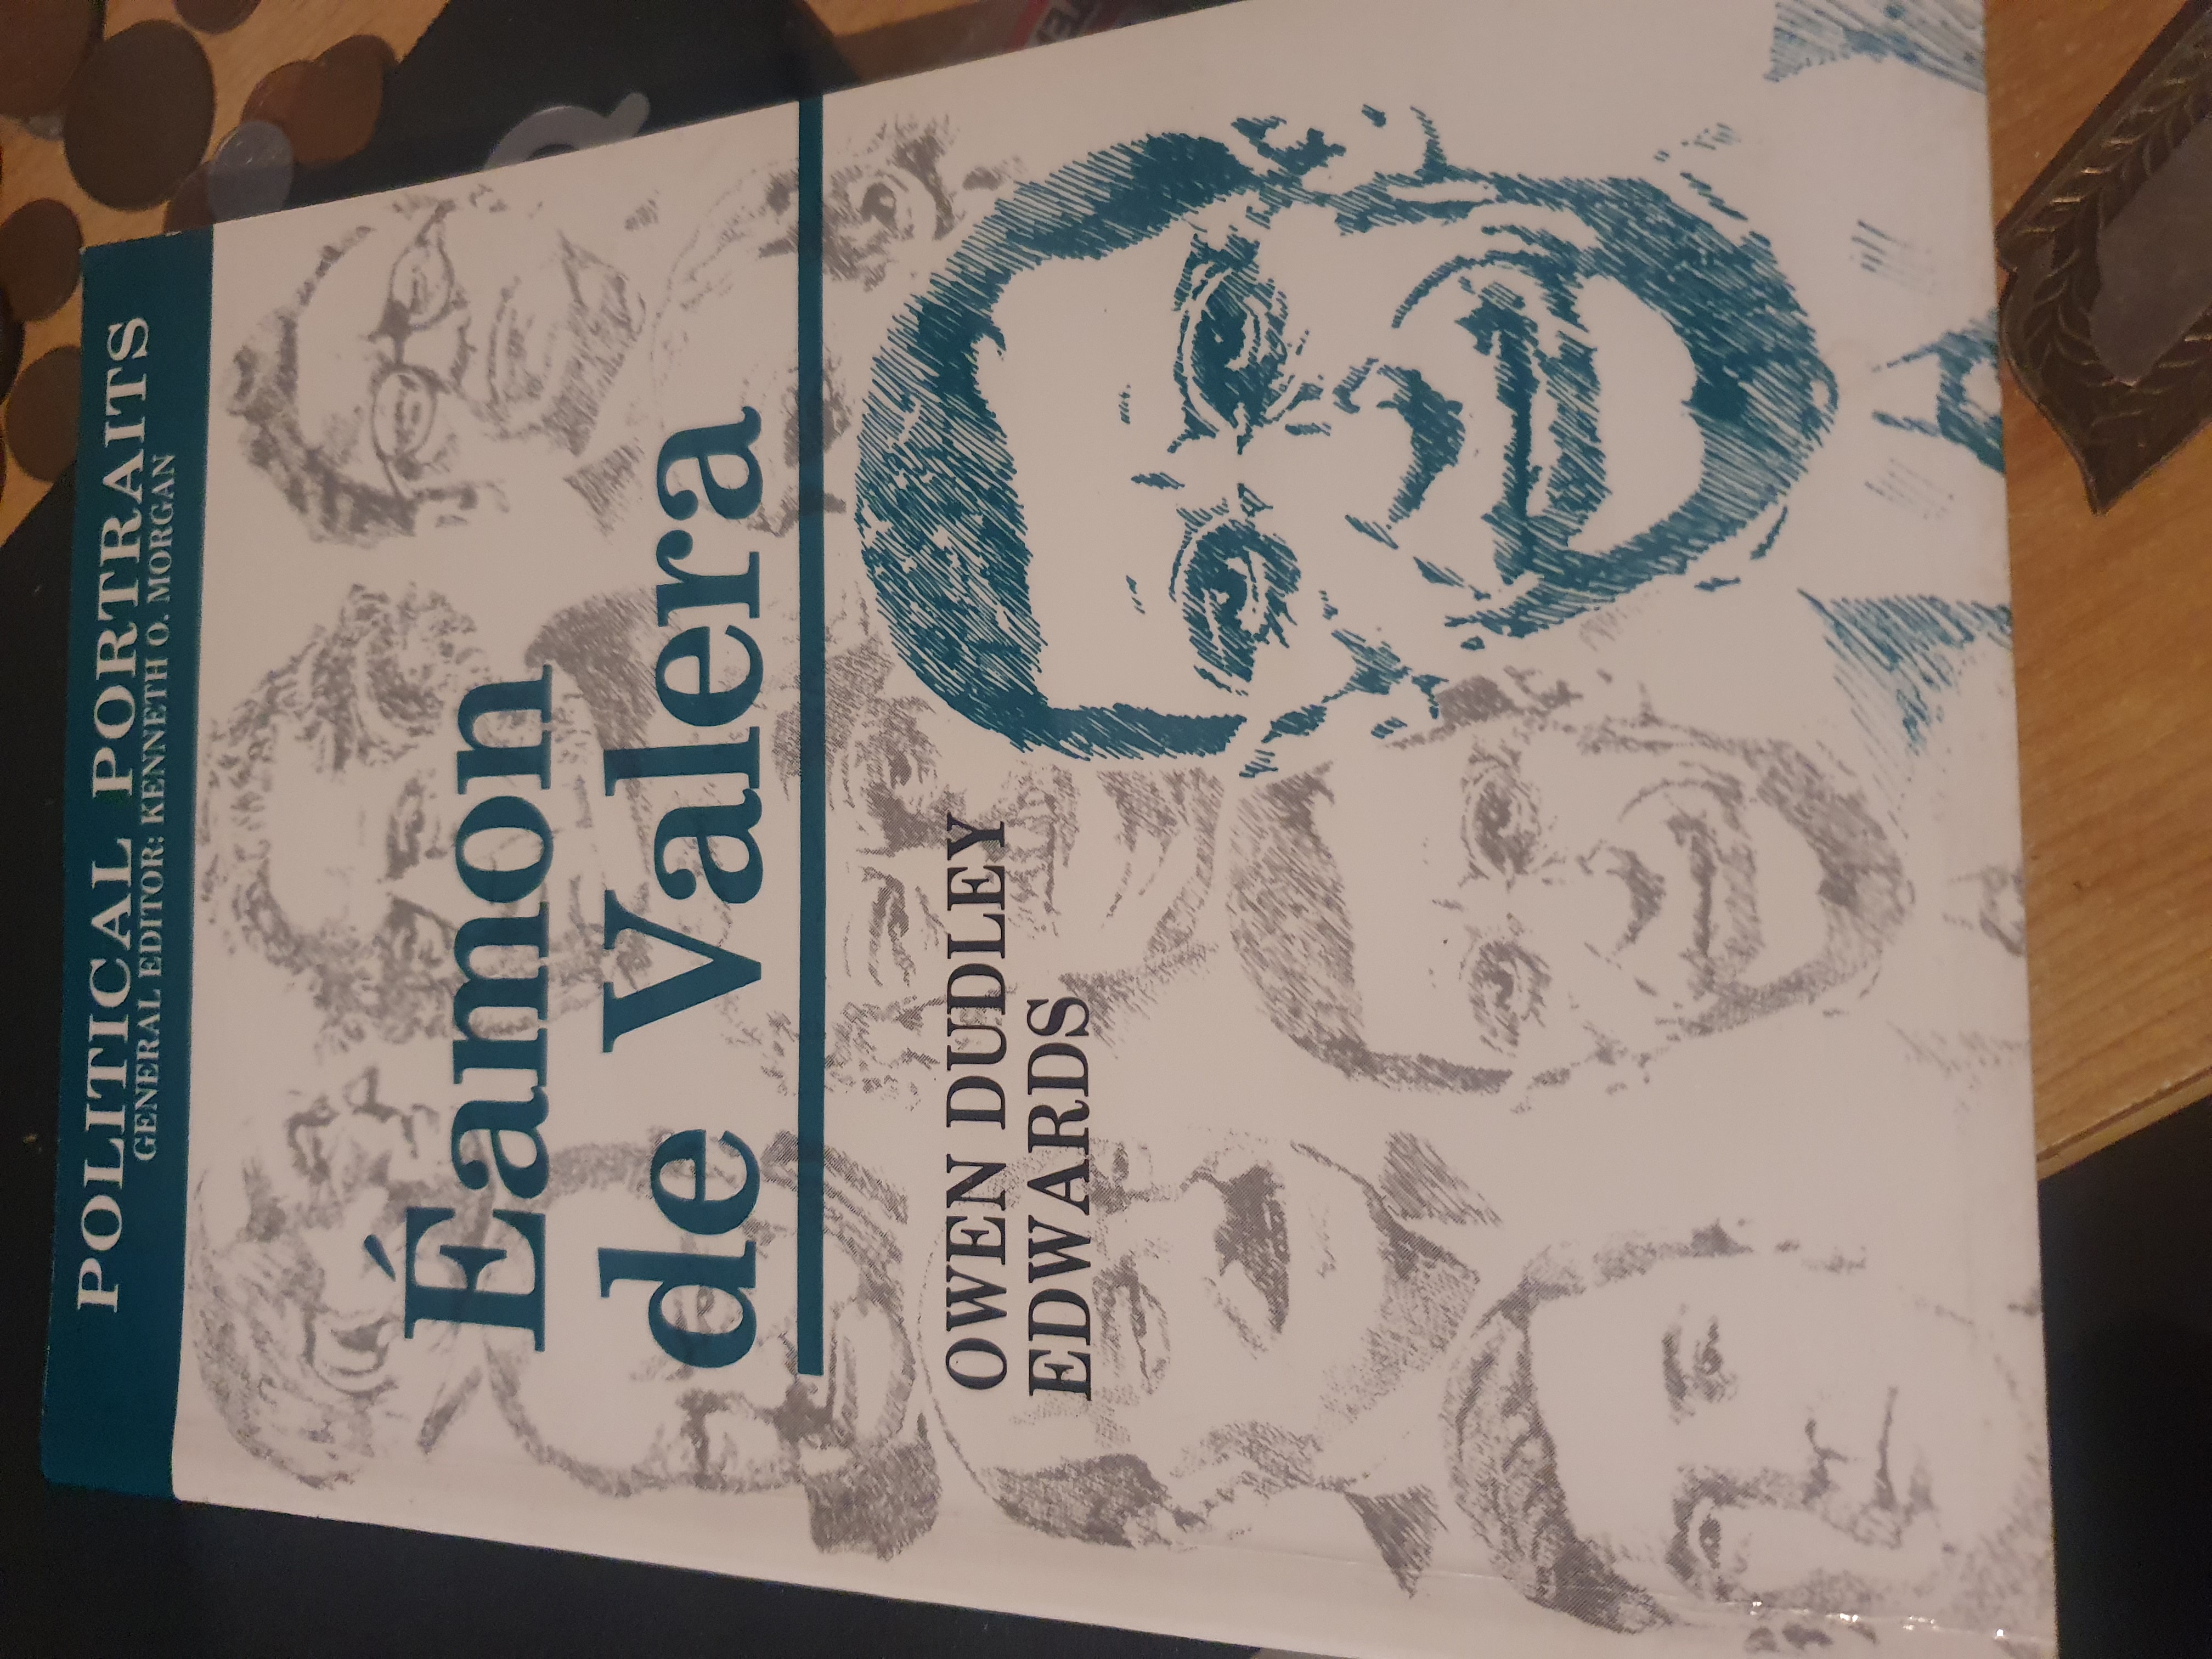 POLITICAL PORTRAITS
GENERAL EDITOR: KENNETH O. MORGAN
Éamon
de Valera
OWEN DUDLEY
EDWARDS